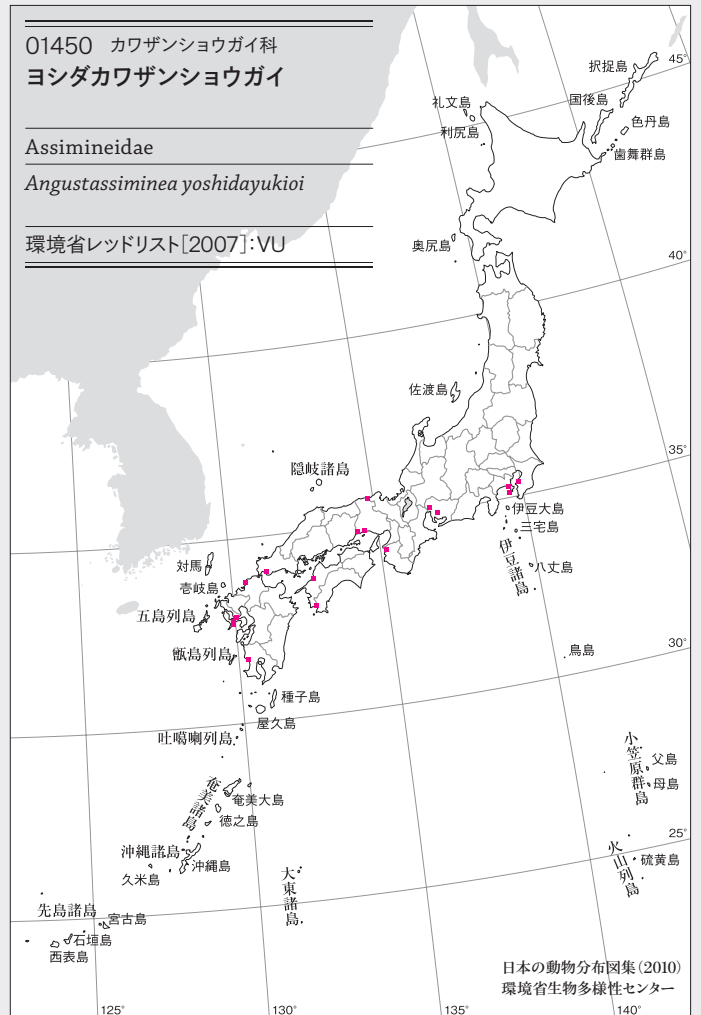 01450 カワザンショウガイ科
ヨシダカワザンショウガイ
Assimineidae
Angustassiminea yoshidayukioi
環境省レッドリスト[2007]:VU
択捉島
45°
礼文島
国後島
利尻島
色丹島
歯舞群島
奥尻島
40°
佐渡島
35°
隠岐諸島
伊豆大島
三宅島
伊豆諸島
八丈島
対馬
壱岐島
五島列島
甑島列島
鳥島
30°
種子島
屋久島
吐噶喇列島
小笠原群島
父島
母島
奄美諸島
奄美大島
徳之島
25°
沖縄諸島
沖縄島
久米島
火山列島
硫黄島
大東諸島
先島諸島
宮古島
石垣島
西表島
日本の動物分布図集(2010)
環境省生物多様性センター
125°
130°
135°
140°